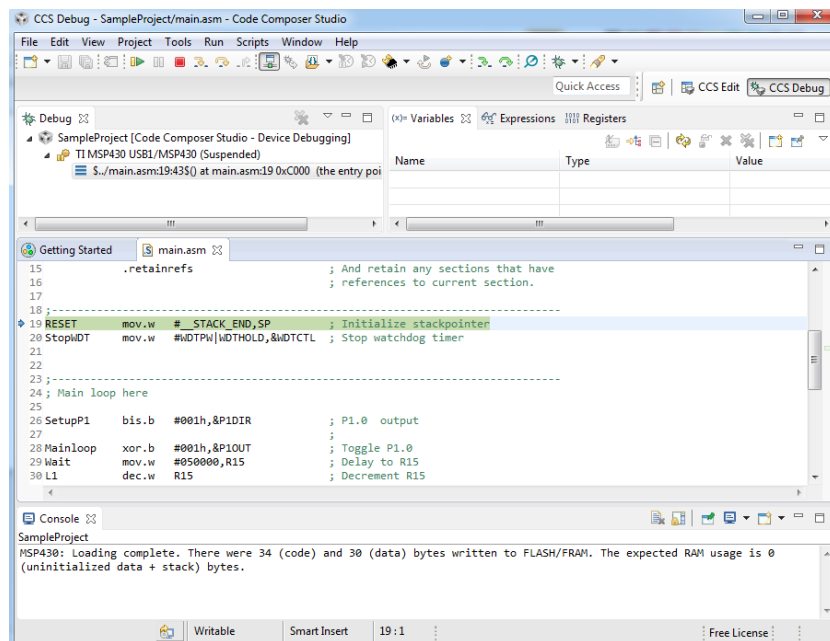 CCS Debug - SampleProject/main.asm - Code Composer Studio
File Edit View Project Tools Run Scripts Window Help
Quick Access CCS Edit CCS Debug
Debug
SampleProject [Code Composer Studio - Device Debugging]
TI MSP430 USB1/MSP430 (Suspended)
$../main.asm:19:43$() at main.asm:19 0xC000 (the entry poi
(x)= Variables Expressions Registers
Name Type Value
Getting Started main.asm
15 .retainrefs ; And retain any sections that have
16 ; references to current section.
17
18 ;-------------------------------------------------------------------------------
19 RESET mov.w #__STACK_END,SP ; Initialize stackpointer
20 StopWDT mov.w #WDTPW|WDTHOLD,&WDTCTL ; Stop watchdog timer
21
22
23 ;-------------------------------------------------------------------------------
24 ; Main loop here
25
26 SetupP1 bis.b #001h,&P1DIR ; P1.0 output
27 ;
28 Mainloop xor.b #001h,&P1OUT ; Toggle P1.0
29 Wait mov.w #050000,R15 ; Delay to R15
30 L1 dec.w R15 ; Decrement R15
Console
SampleProject
MSP430: Loading complete. There were 34 (code) and 30 (data) bytes written to FLASH/FRAM. The expected RAM usage is 0
(uninitialized data + stack) bytes.
Writable Smart Insert 19 : 1 Free License